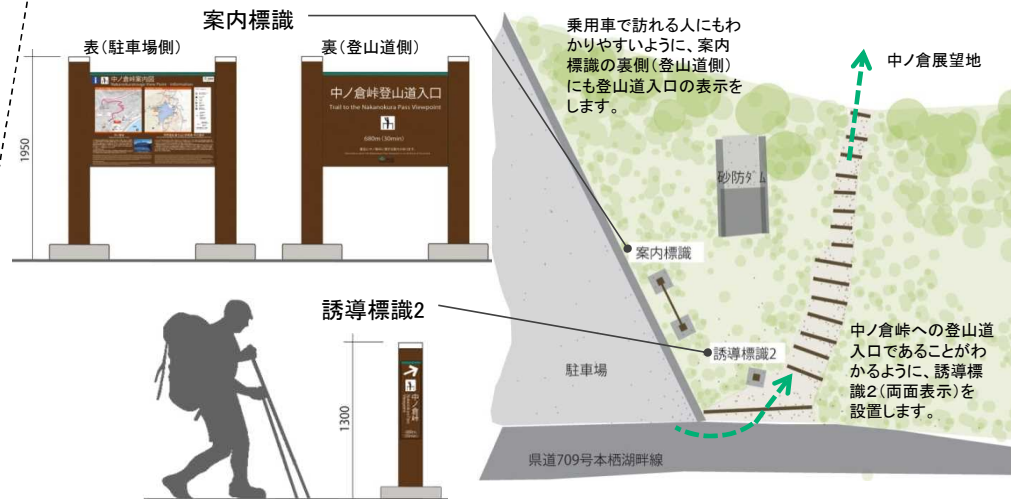 案内標識
表(駐車場側)
裏(登山道側)
1950
中ノ倉峠案内図
中ノ倉峠登山道入口
Trail to the Nakanokura Pass Viewpoint
680m (30min)
乗用車で訪れる人にもわ
かりやすいように、案内
標識の裏側(登山道側)
にも登山道入口の表示を
します。
中ノ倉展望地
砂防ダム
案内標識
誘導標識2
駐車場
中ノ倉峠への登山道
入口であることがわ
かるように、誘導標
識2(両面表示)を
設置します。
県道709号本栖湖畔線
誘導標識2
1300
中ノ倉峠